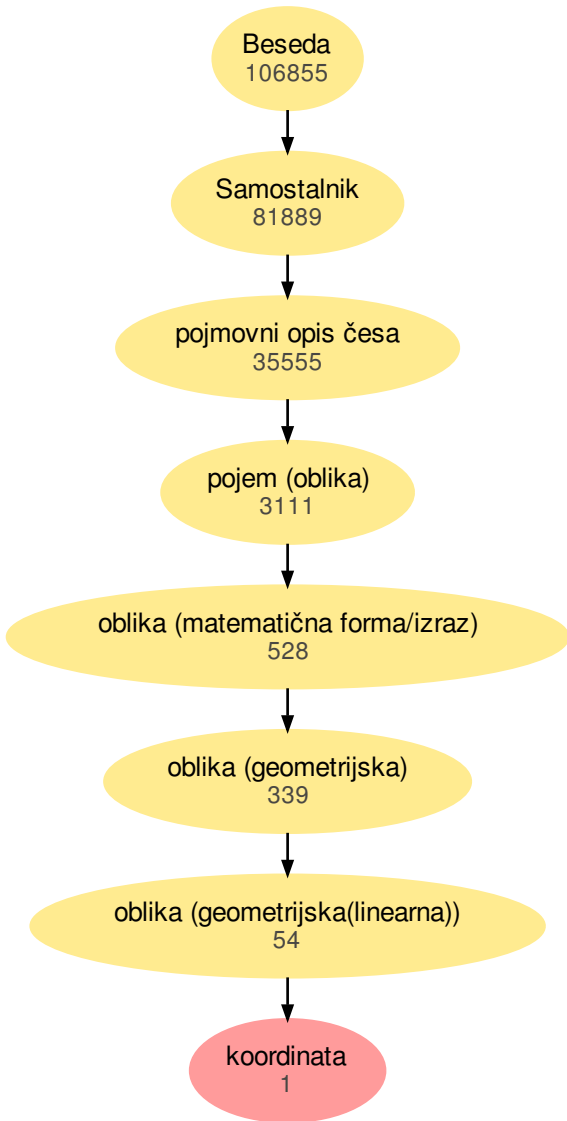 Beseda
106855
Samostalnik
81889
pojmovni opis česa
35555
pojem (oblika)
3111
oblika (matematična forma/izraz)
528
oblika (geometrijska)
339
oblika (geometrijska(linearna))
54
koordinata
1